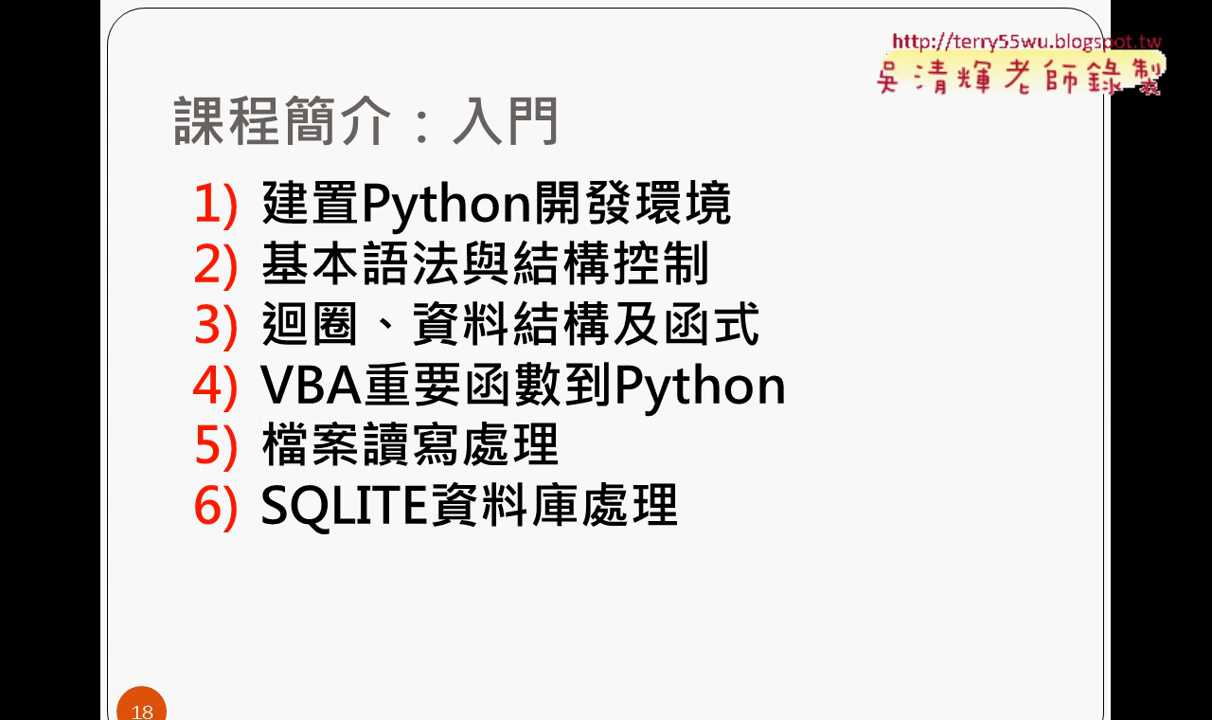 http://terry55wu.blogspot.tw
吳清輝老師錄製
課程簡介：入門
1) 建置Python開發環境
2) 基本語法與結構控制
3) 迴圈、資料結構及函式
4) VBA重要函數到Python
5) 檔案讀寫處理
6) SQLITE資料庫處理
18